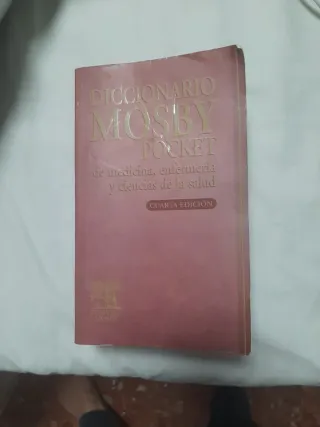 DICCIONARIO
MOSBY
POCKET
de medicina, enfermería
y ciencias de la salud
CUARTA EDICIÓN